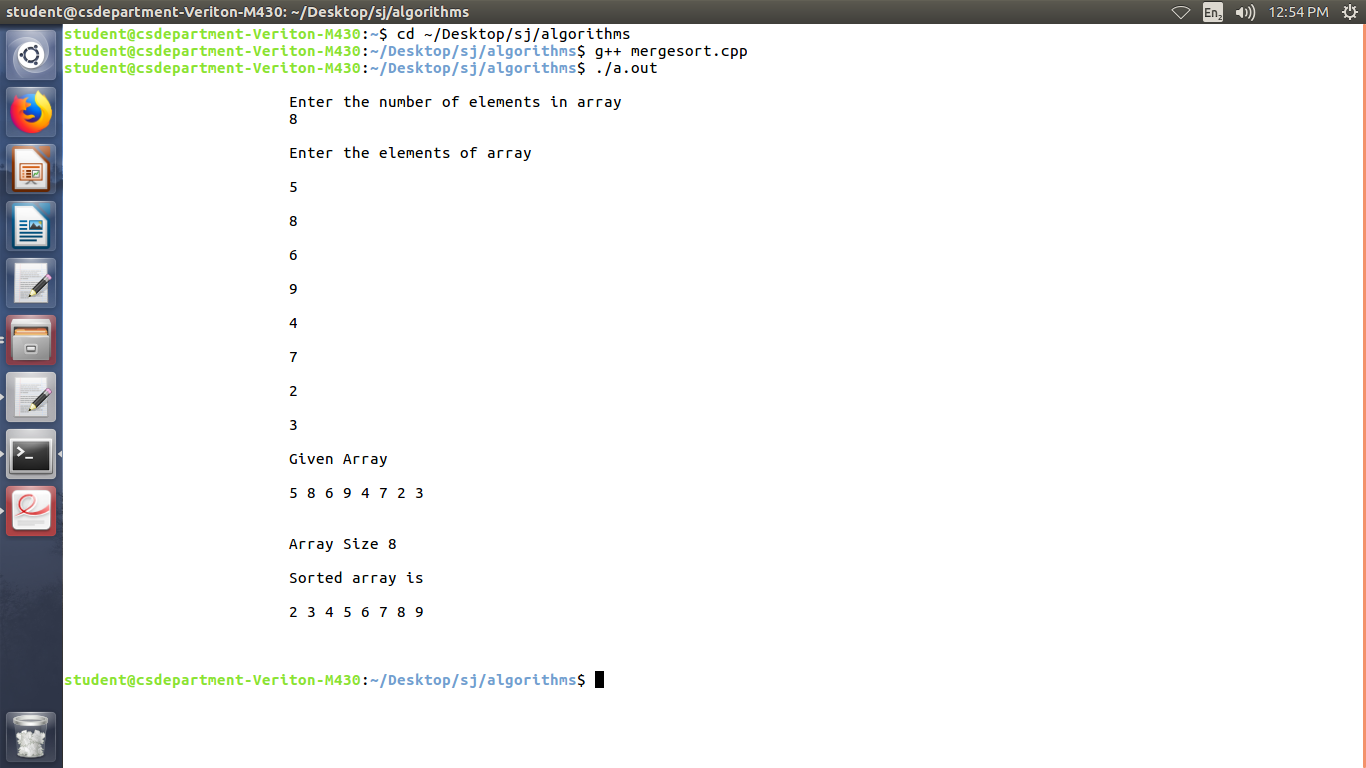 student@csdepartment-Veriton-M430: ~/Desktop/sj/algorithms
En2
12:54 PM
student@csdepartment-Veriton-M430:~$ cd ~/Desktop/sj/algorithms
student@csdepartment-Veriton-M430:~/Desktop/sj/algorithms$ g++ mergesort.cpp
student@csdepartment-Veriton-M430:~/Desktop/sj/algorithms$ ./a.out
Enter the number of elements in array
8
Enter the elements of array
5
8
6
9
4
7
2
3
Given Array
5 8 6 9 4 7 2 3
Array Size 8
Sorted array is
2 3 4 5 6 7 8 9
student@csdepartment-Veriton-M430:~/Desktop/sj/algorithms$